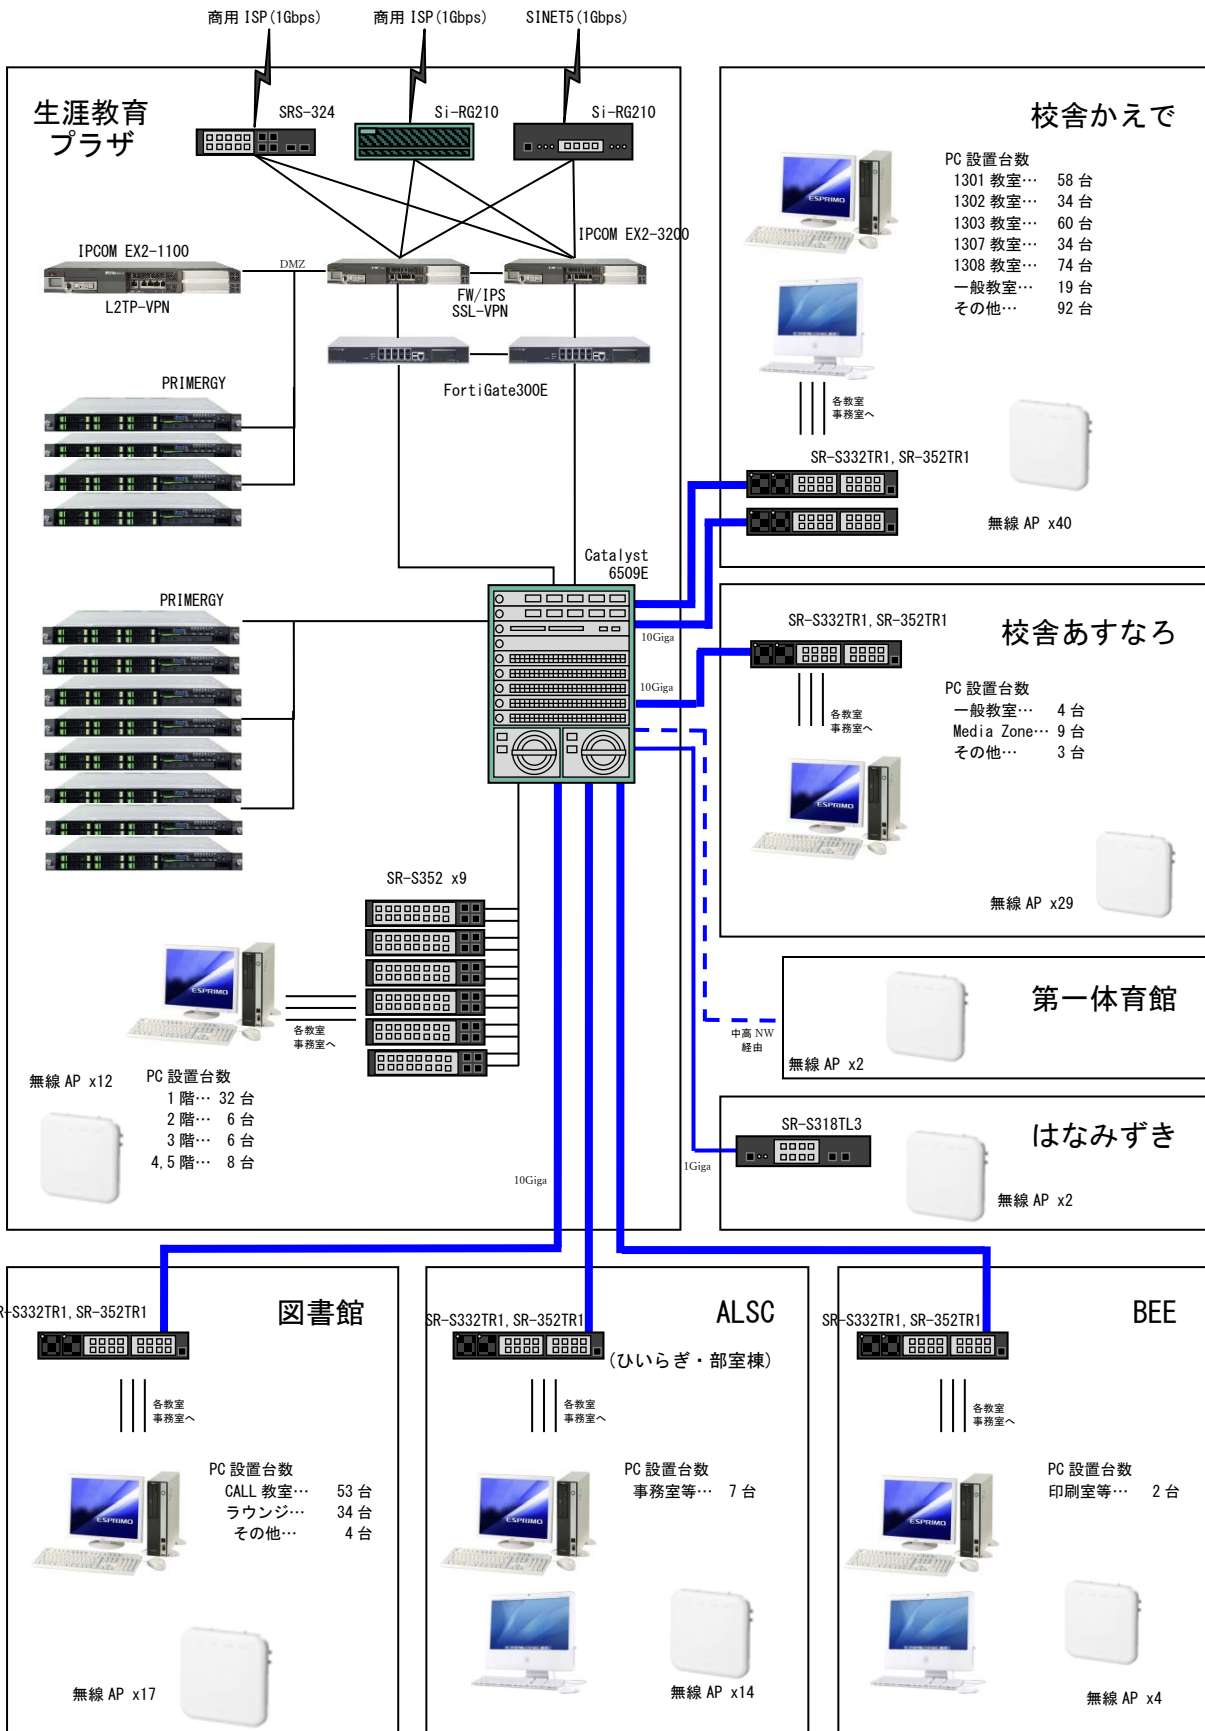 商用 ISP(1Gbps)
商用 ISP(1Gbps)
SINET5(1Gbps)
生涯教育
プラザ
SRS-324
Si-RG210
Si-RG210
IPCOM EX2-1100
L2TP-VPN
DMZ
IPCOM EX2-3200
FW/IPS
SSL-VPN
FortiGate300E
PRIMERGY
Catalyst
6509E
PRIMERGY
10Giga
10Giga
SR-S352 x9
ESPRIMO
各教室
事務室へ
無線 AP x12
PC 設置台数
1 階… 32 台
2 階… 6 台
3 階… 6 台
4,5 階… 8 台
10Giga
校舎かえで
ESPRIMO
PC 設置台数
1301 教室… 58 台
1302 教室… 34 台
1303 教室… 60 台
1307 教室… 34 台
1308 教室… 74 台
一般教室… 19 台
その他… 92 台
各教室
事務室へ
SR-S332TR1, SR-352TR1
無線 AP x40
校舎あすなろ
SR-S332TR1, SR-352TR1
各教室
事務室へ
PC 設置台数
一般教室… 4 台
Media Zone… 9 台
その他… 3 台
ESPRIMO
無線 AP x29
第一体育館
中高 NW
経由
無線 AP x2
はなみずき
SR-S318TL3
1Giga
無線 AP x2
図書館
R-S332TR1, SR-352TR1
各教室
事務室へ
PC 設置台数
CALL 教室… 53 台
ラウンジ… 34 台
その他… 4 台
ESPRIMO
無線 AP x17
ALSC
SR-S332TR1, SR-352TR1
(ひいらぎ・部室棟)
各教室
事務室へ
PC 設置台数
事務室等… 7 台
ESPRIMO
無線 AP x14
BEE
SR-S332TR1, SR-352TR1
各教室
事務室へ
PC 設置台数
印刷室等… 2 台
ESPRIMO
無線 AP x4